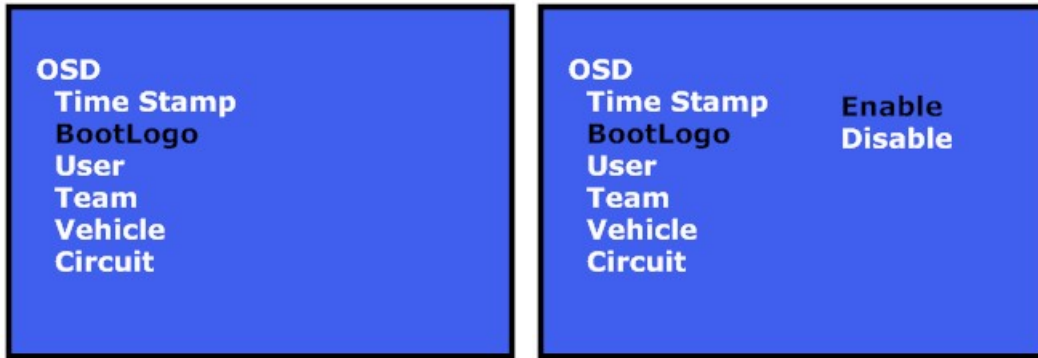 OSD
Time Stamp
BootLogo
User
Team
Vehicle
Circuit
OSD
Time Stamp
BootLogo
User
Team
Vehicle
Circuit
Enable
Disable